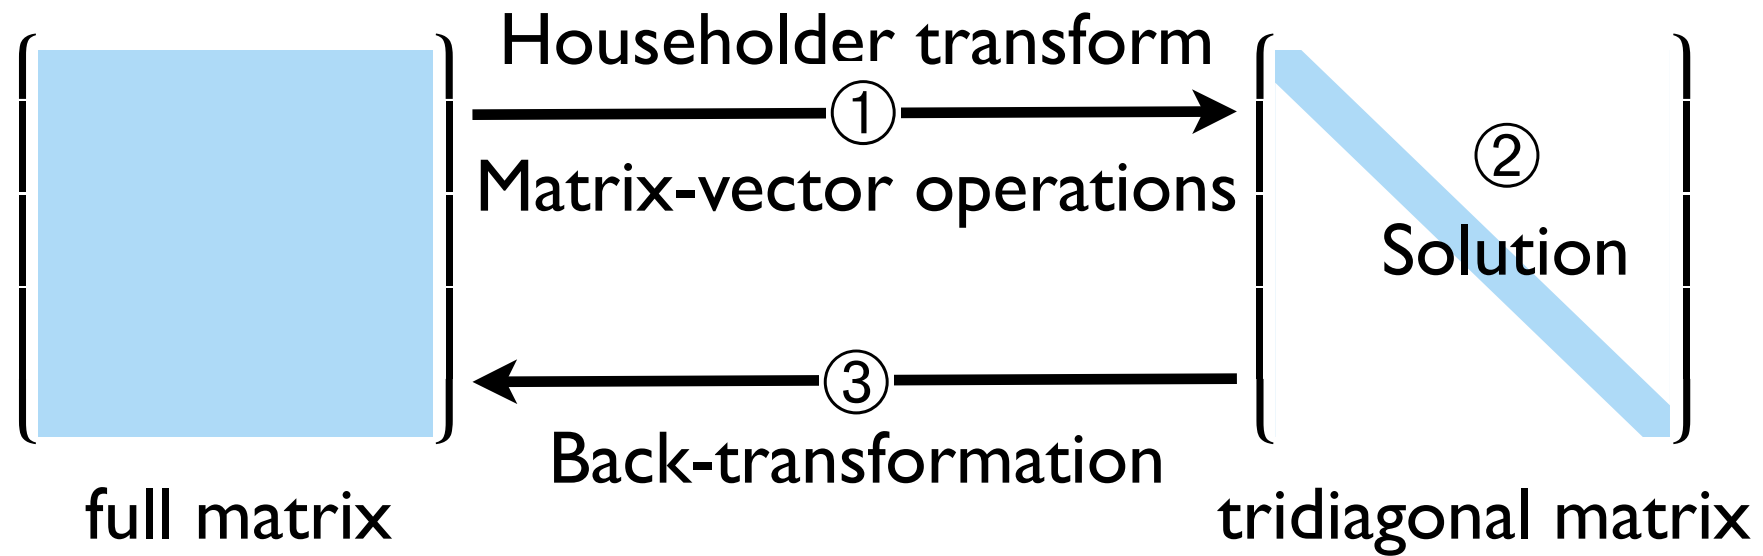 Householder transform
①
Matrix-vector operations
②
Solution
③
Back-transformation
full matrix
tridiagonal matrix